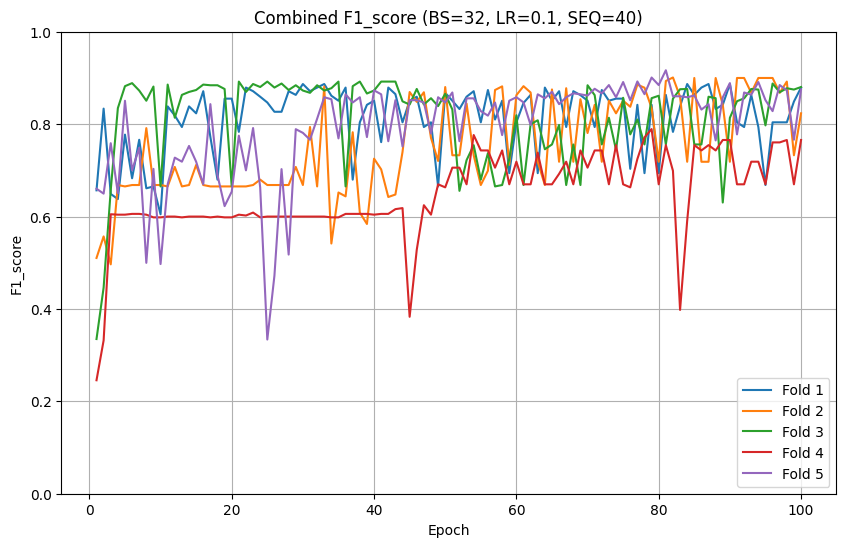 Combined F1_score (BS=32, LR=0.1, SEQ=40)
F1_score
1.0
0.8
0.6
0.4
0.2
0.0
0 20 40 60 80 100
Epoch
Fold 1
Fold 2
Fold 3
Fold 4
Fold 5